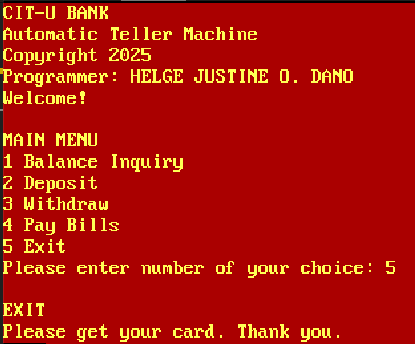 CIT-U BANK
Automatic Teller Machine
Copyright 2025
Programmer: HELGE JUSTINE O. DANO
Welcome!
MAIN MENU
1 Balance Inquiry
2 Deposit
3 Withdraw
4 Pay Bills
5 Exit
Please enter number of your choice: 5
EXIT
Please get your card. Thank you.